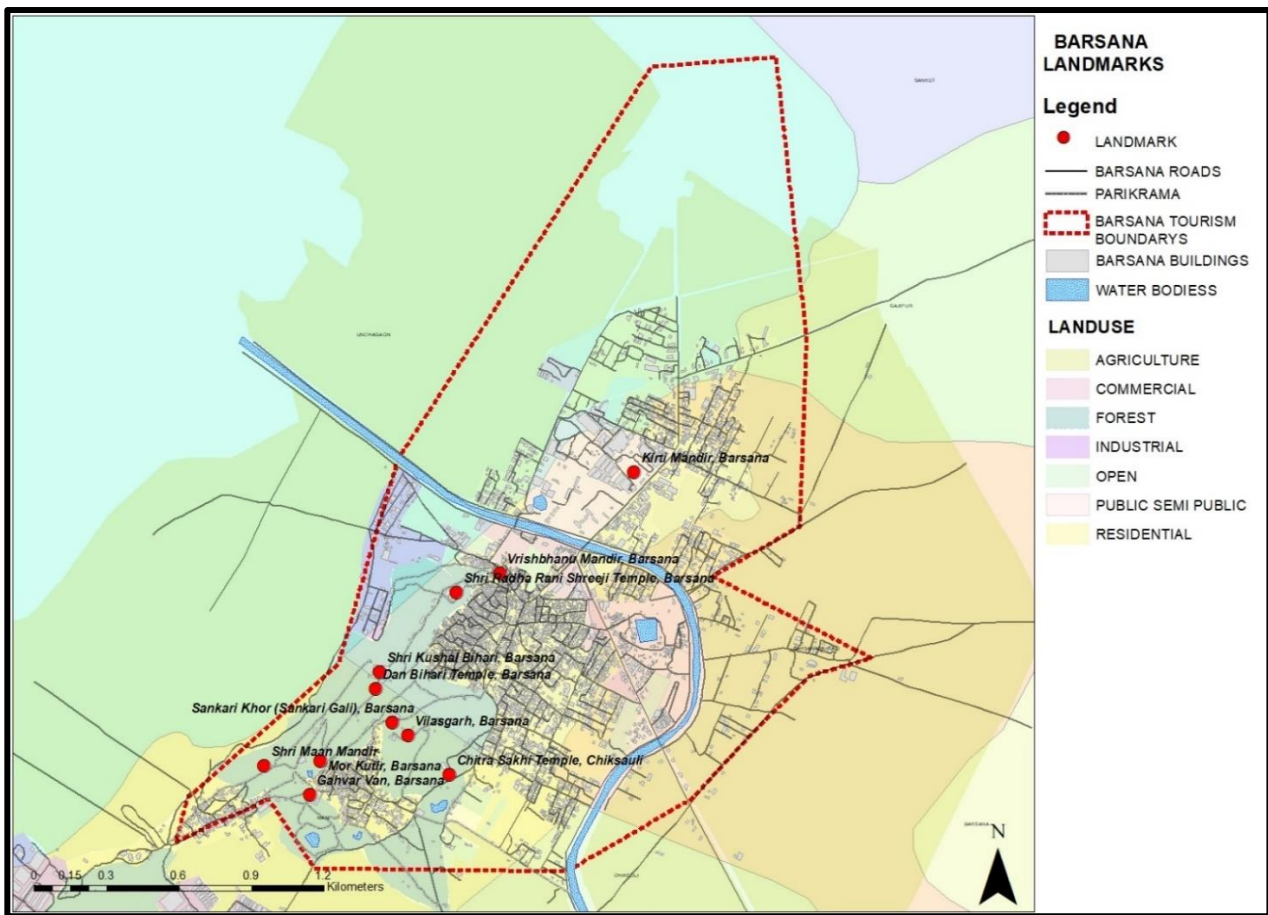 BARSANA
LANDMARKS
Legend
LANDMARK
BARSANA ROADS
PARIKRAMA
BARSANA TOURISM
BOUNDARYS
BARSANA BUILDINGS
WATER BODIESS
LANDUSE
AGRICULTURE
COMMERCIAL
FOREST
INDUSTRIAL
OPEN
PUBLIC SEMI PUBLIC
RESIDENTIAL
UNCHAGAON
Kirti Mandir, Barsana
Vrishbhanu Mandir, Barsana
Shri Radha Rani Shreeji Temple, Barsana
Shri Kushal Bihari, Barsana
Dan Bihari Temple, Barsana
Sankari Khor (Sankari Gali), Barsana
Vilasgarh, Barsana
Shri Maan Mandir
Mor Kutir, Barsana
Chitra Sakhi Temple, Chiksauli
Gahvar Van, Barsana
BARSANA
N
0 0.15 0.3 0.6 0.9 1.2
Kilometers